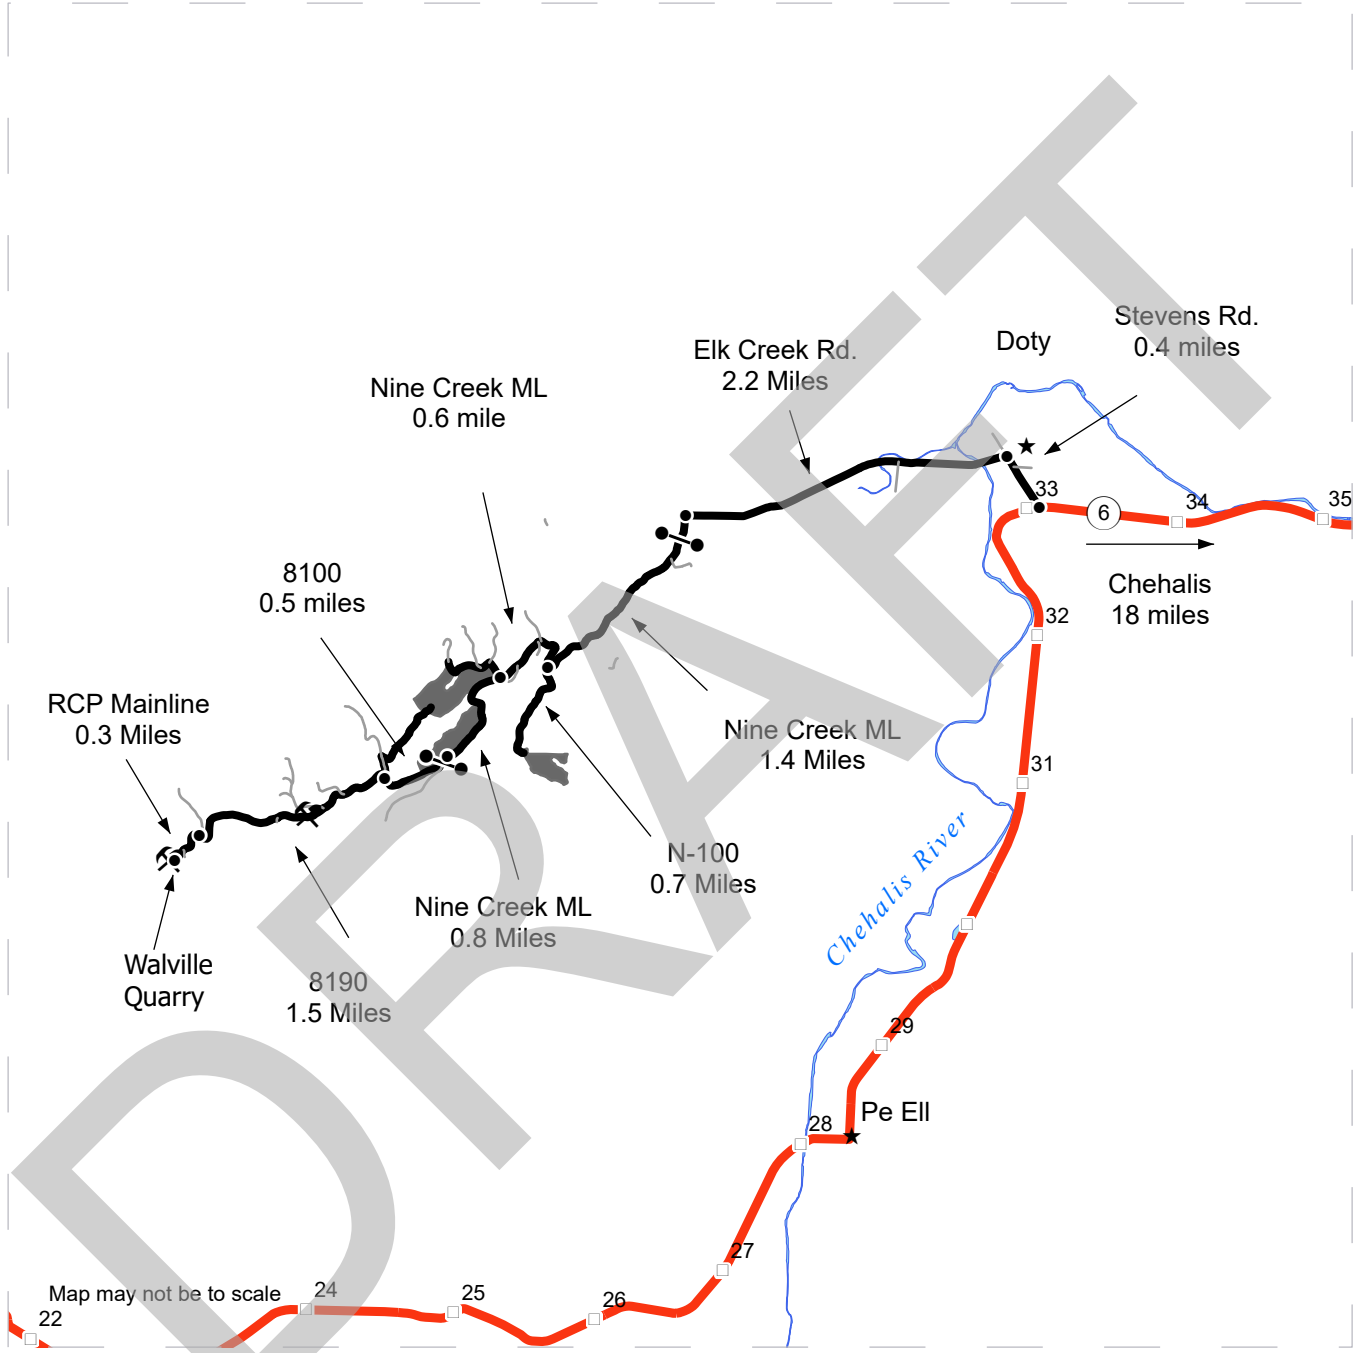 Stevens Rd.
0.4 miles
Doty
Elk Creek Rd.
2.2 Miles
Nine Creek ML
0.6 mile
33
34
35
6
Chehalis
18 miles
8100
0.5 miles
32
RCP Mainline
0.3 Miles
Nine Creek ML
1.4 Miles
31
N-100
0.7 Miles
Chehalis River
Nine Creek ML
0.8 Miles
Walville
Quarry
8190
1.5 Miles
29
Pe Ell
28
27
Map may not be to scale
24
25
26
22
DRAFT